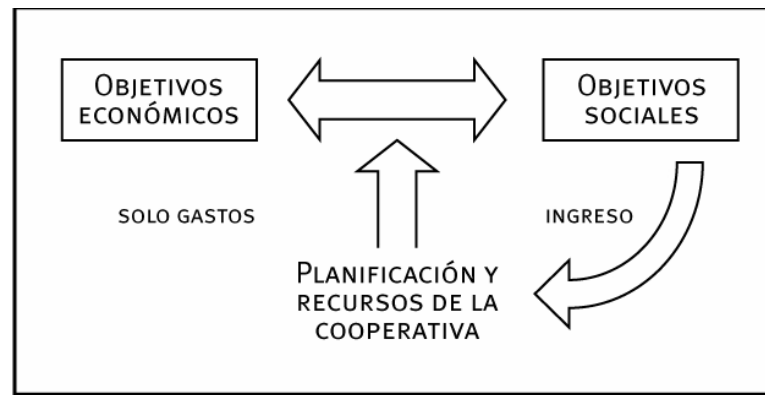 OBJETIVOS
ECONÓMICOS
OBJETIVOS
SOCIALES
SOLO GASTOS
INGRESO
PLANIFICACIÓN Y
RECURSOS DE LA
COOPERATIVA